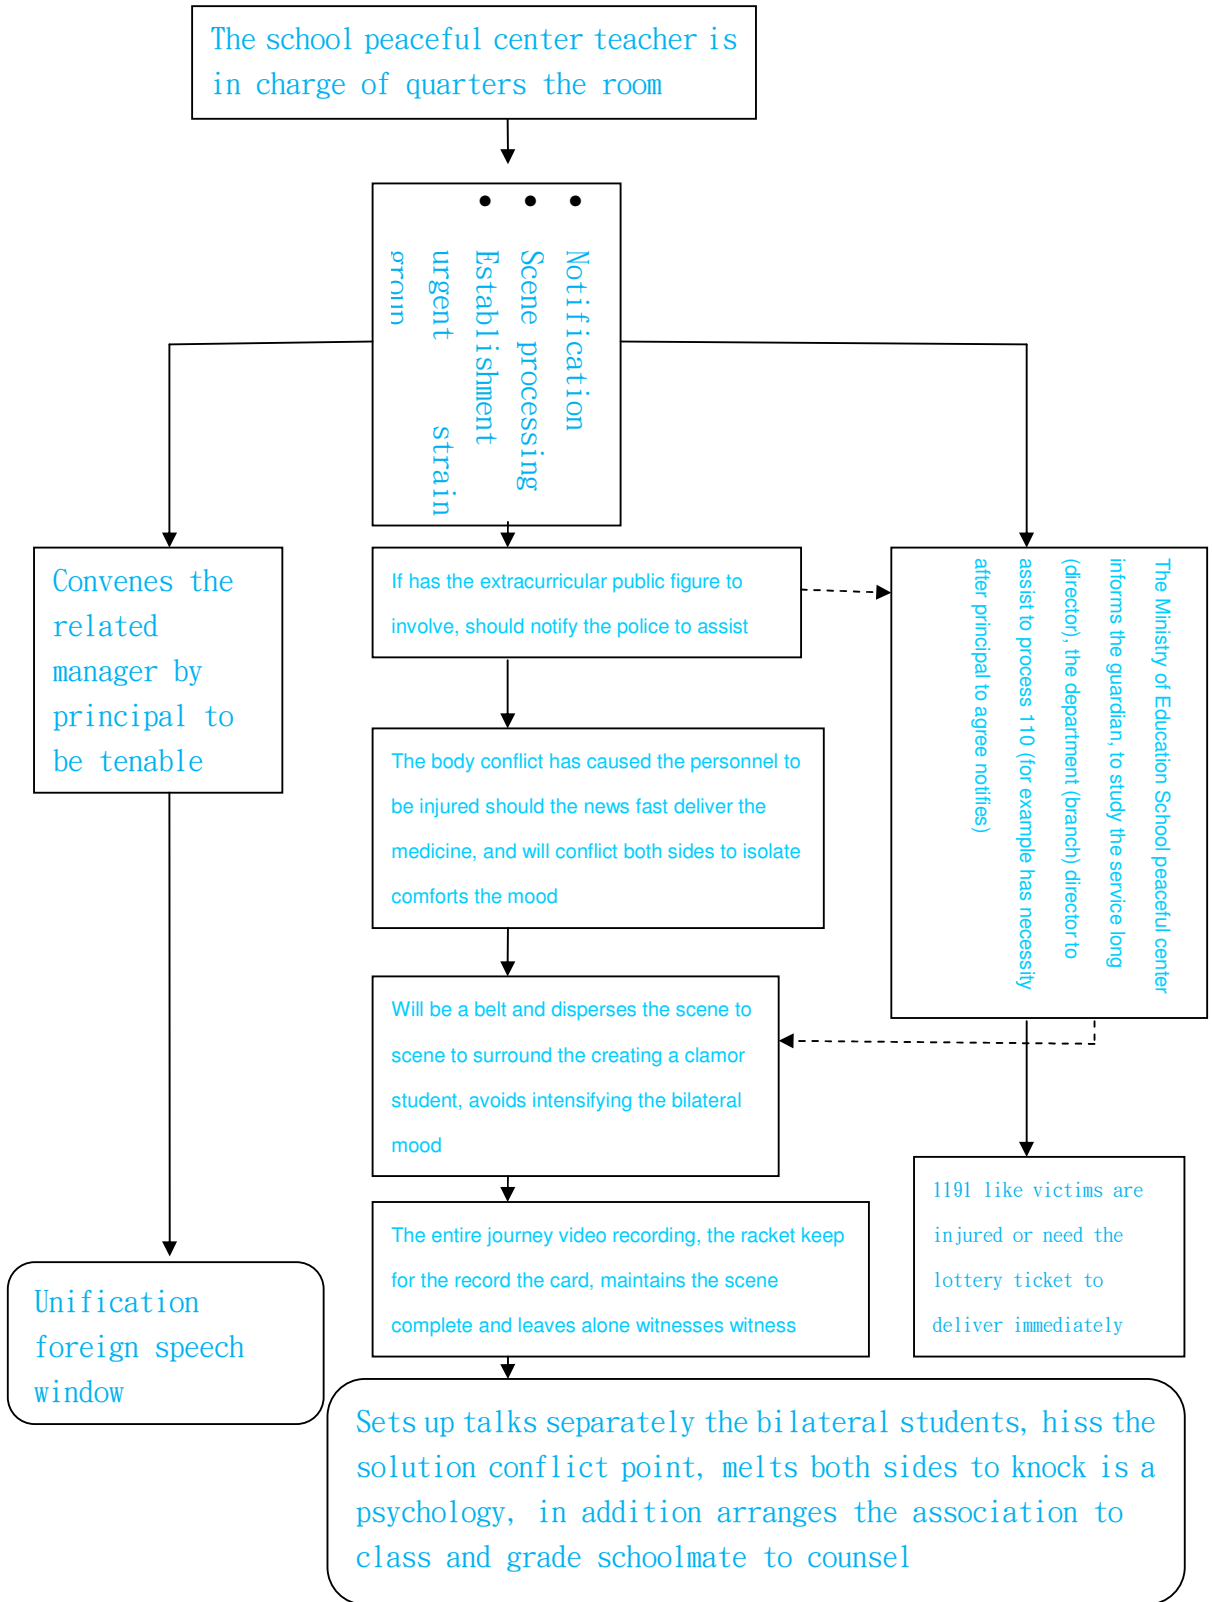 The school peaceful center teacher is
in charge of quarters the room
• Notification
• Scene processing
• Establishment
urgent strain
group
Convenes the
related
manager by
principal to
be tenable
If has the extracurricular public figure to
involve, should notify the police to assist
The Ministry of Education School peaceful center
informs the guardian, to study the service long
(director), the department (branch) director to
assist to process 110 (for example has necessity
after principal to agree notifies)
The body conflict has caused the personnel to
be injured should the news fast deliver the
medicine, and will conflict both sides to isolate
comforts the mood
Will be a belt and disperses the scene to
scene to surround the creating a clamor
student, avoids intensifying the bilateral
mood
1191 like victims are
injured or need the
lottery ticket to
deliver immediately
The entire journey video recording, the racket keep
for the record the card, maintains the scene
complete and leaves alone witnesses witness
Unification
foreign speech
window
Sets up talks separately the bilateral students, hiss the
solution conflict point, melts both sides to knock is a
psychology, in addition arranges the association to
class and grade schoolmate to counsel